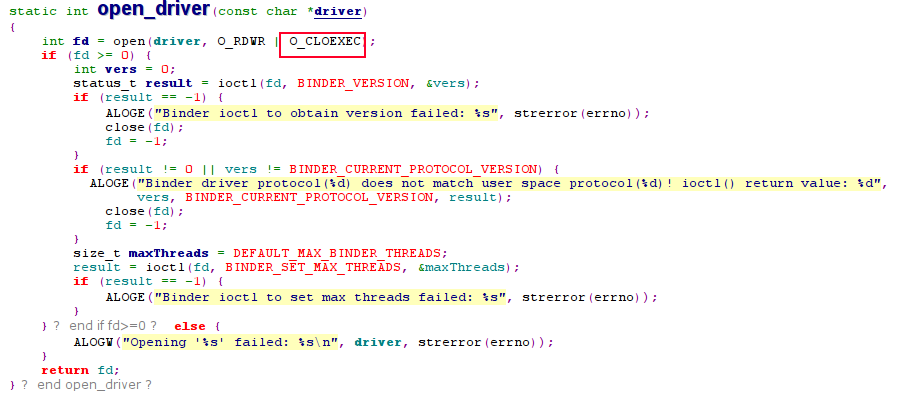 static int open_driver(const char *driver)
{
    int fd = open(driver, O_RDWR | O_CLOEXEC);
    if (fd >= 0) {
        int vers = 0;
        status_t result = ioctl(fd, BINDER_VERSION, &vers);
        if (result == -1) {
            ALOGE("Binder ioctl to obtain version failed: %s", strerror(errno));
            close(fd);
            fd = -1;
        }
        if (result != 0 || vers != BINDER_CURRENT_PROTOCOL_VERSION) {
          ALOGE("Binder driver protocol(%d) does not match user space protocol(%d)! ioctl() return value: %d",
                vers, BINDER_CURRENT_PROTOCOL_VERSION, result);
            close(fd);
            fd = -1;
        }
        size_t maxThreads = DEFAULT_MAX_BINDER_THREADS;
        result = ioctl(fd, BINDER_SET_MAX_THREADS, &maxThreads);
        if (result == -1) {
            ALOGE("Binder ioctl to set max threads failed: %s", strerror(errno));
        }
    } ? end if fd>=0 ? else {
        ALOGW("Opening '%s' failed: %s\n", driver, strerror(errno));
    }
    return fd;
} ? end open_driver ?